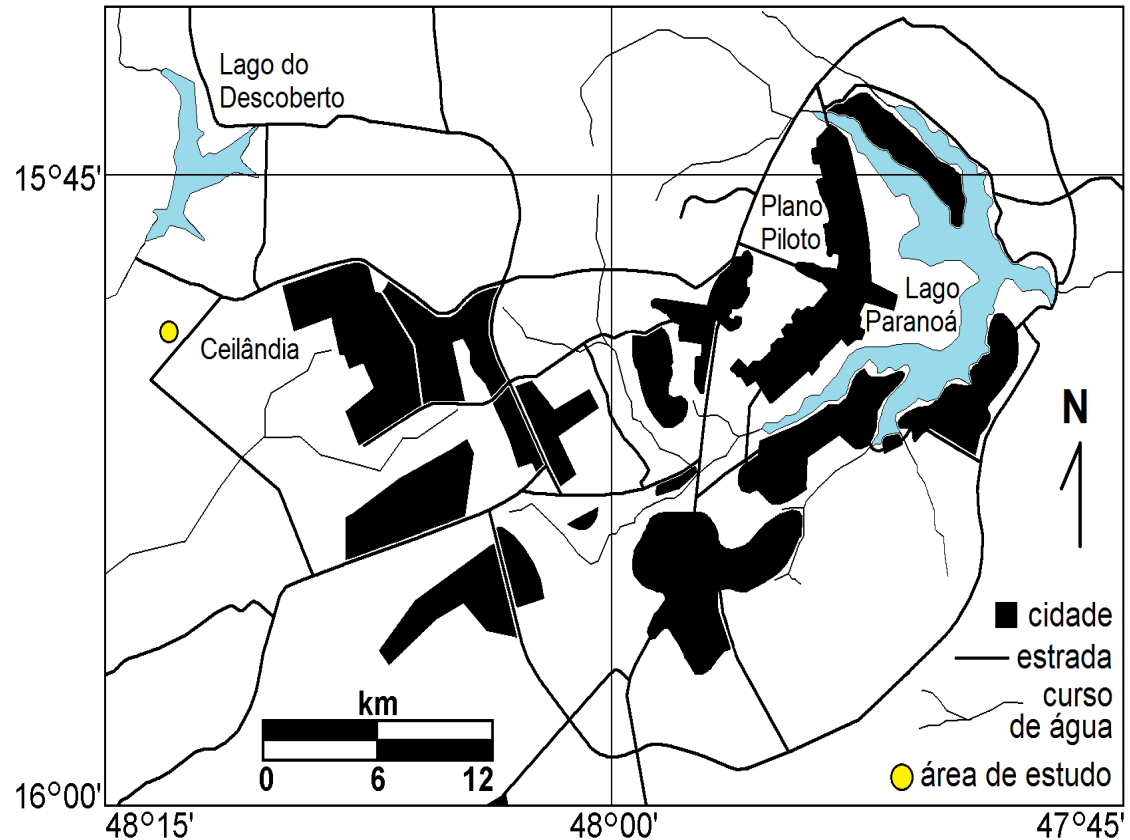 Lago do
Descoberto
15°45'
Plano
Piloto
Lago
Paranoá
Ceilândia
N
cidade
estrada
curso
de água
área de estudo
km
0 6 12
16°00'
48°15' 48°00' 47°45'